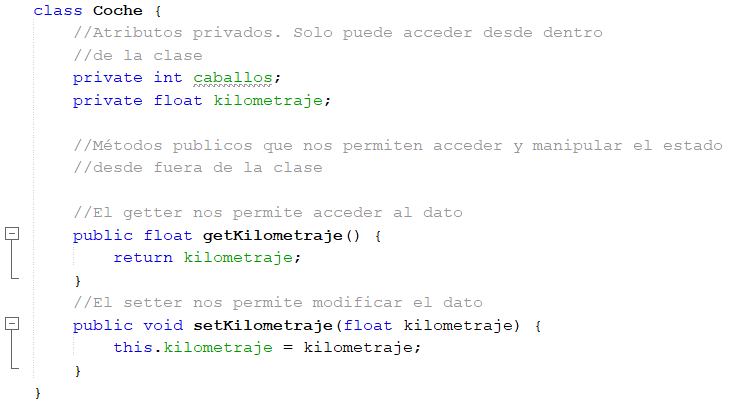 class Coche {
//Atributos privados. Solo puede acceder desde dentro
//de la clase
private int caballos;
private float kilometraje;
//Métodos publicos que nos permiten acceder y manipular el estado
//desde fuera de la clase
//El getter nos permite acceder al dato
public float getKilometraje() {
return kilometraje;
}
//El setter nos permite modificar el dato
public void setKilometraje(float kilometraje) {
this.kilometraje = kilometraje;
}
}